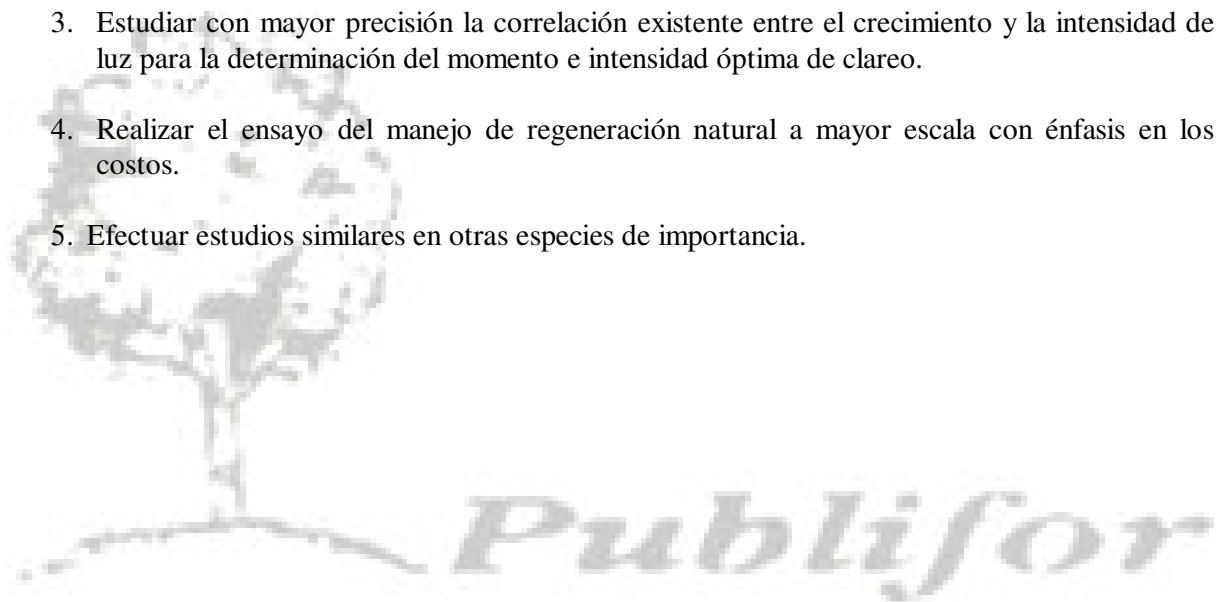 3. Estudiar con mayor precisión la correlación existente entre el crecimiento y la intensidad de
luz para la determinación del momento e intensidad óptima de clareo.
4. Realizar el ensayo del manejo de regeneración natural a mayor escala con énfasis en los
costos.
5. Efectuar estudios similares en otras especies de importancia.
Publifor